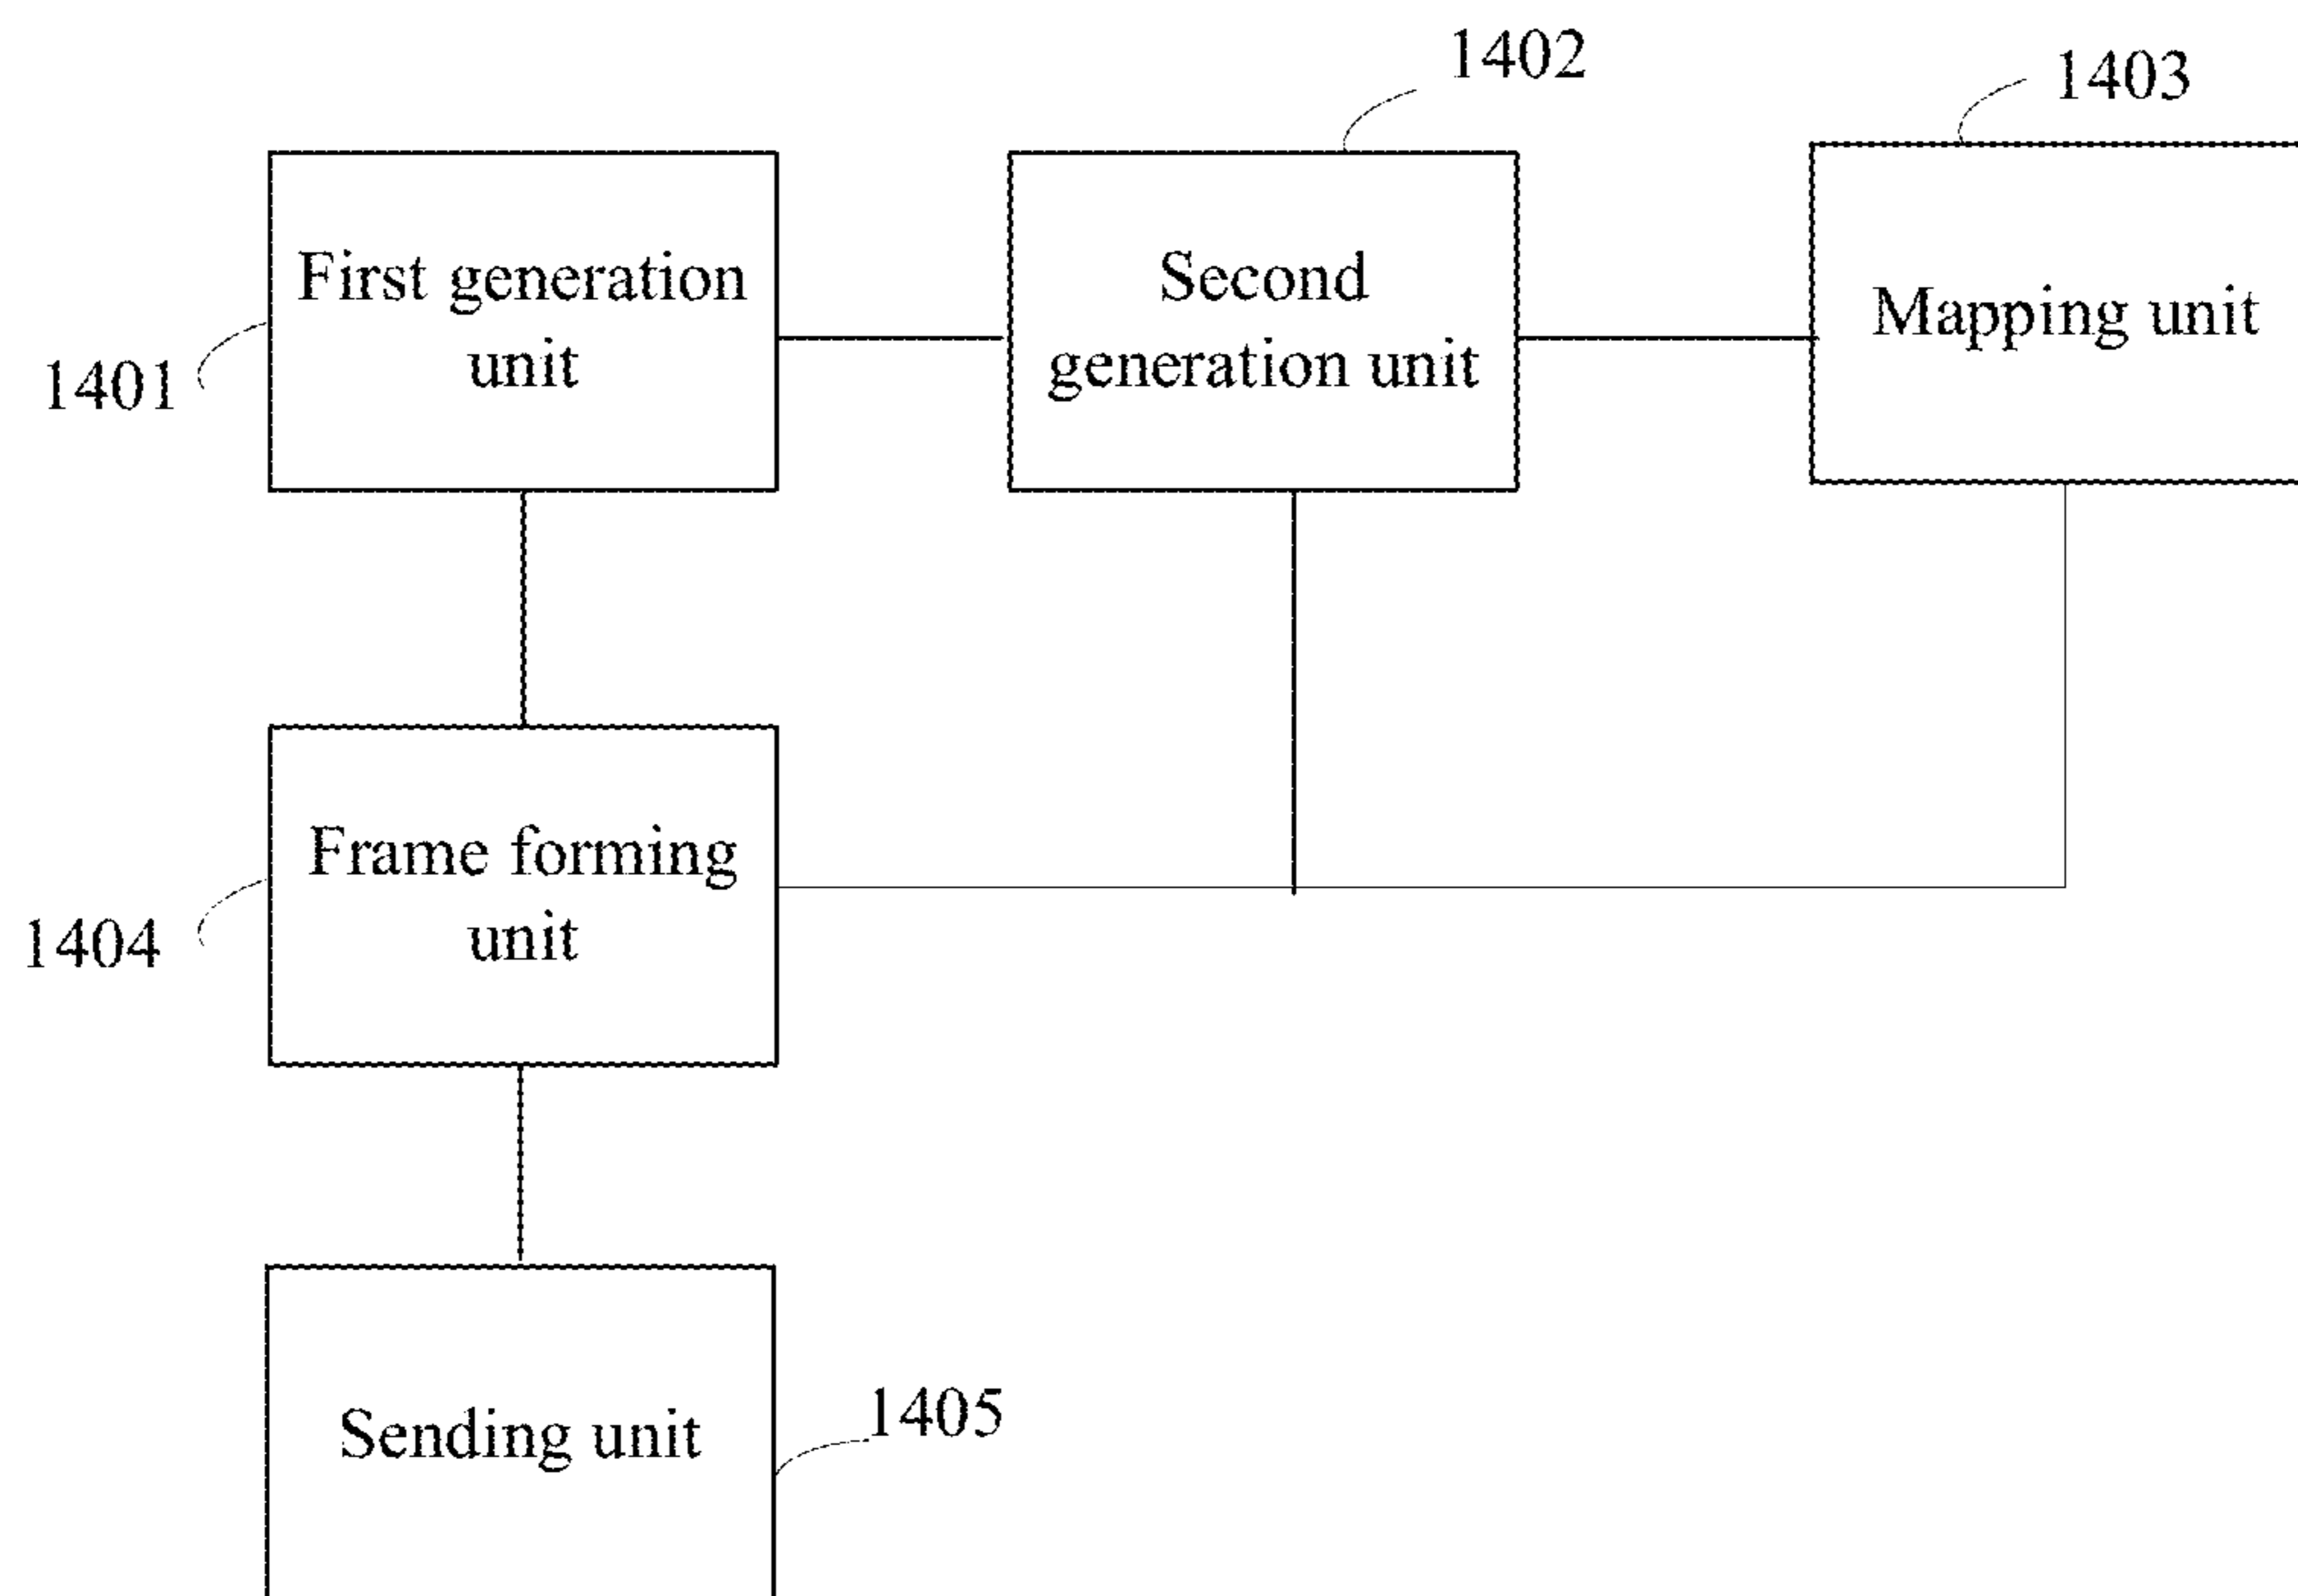 1402
1403
First generation
unit
Second
generation unit
Mapping unit
1401
Frame forming
unit
1404
Sending unit
1405